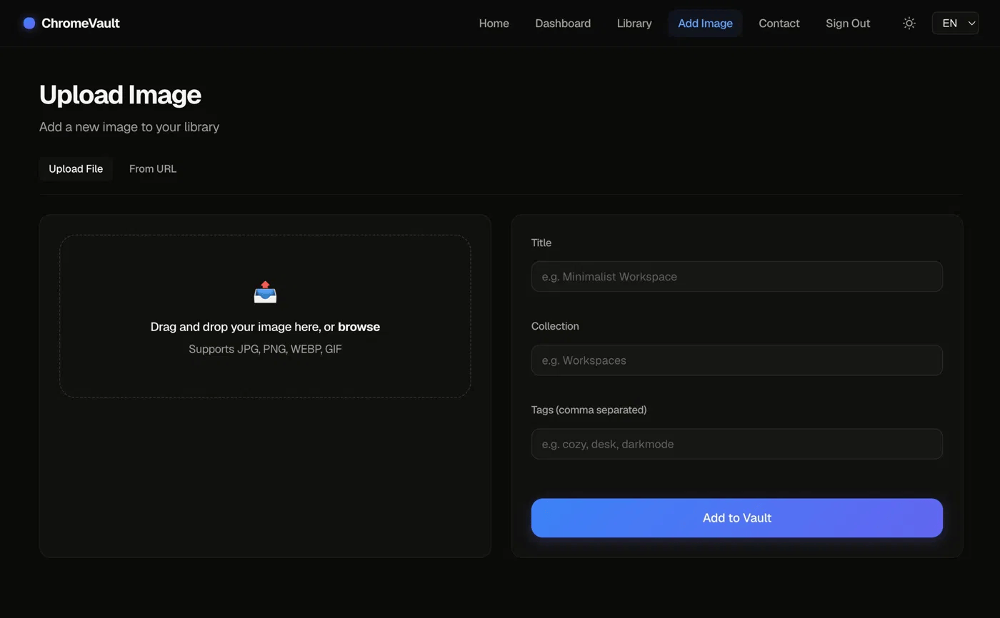 ChromeVault
Home Dashboard Library Add Image Contact Sign Out EN
Upload Image
Add a new image to your library
Upload File From URL
Drag and drop your image here, or browse
Supports JPG, PNG, WEBP, GIF
Title
e.g. Minimalist Workspace
Collection
e.g. Workspaces
Tags (comma separated)
e.g. cozy, desk, darkmode
Add to Vault